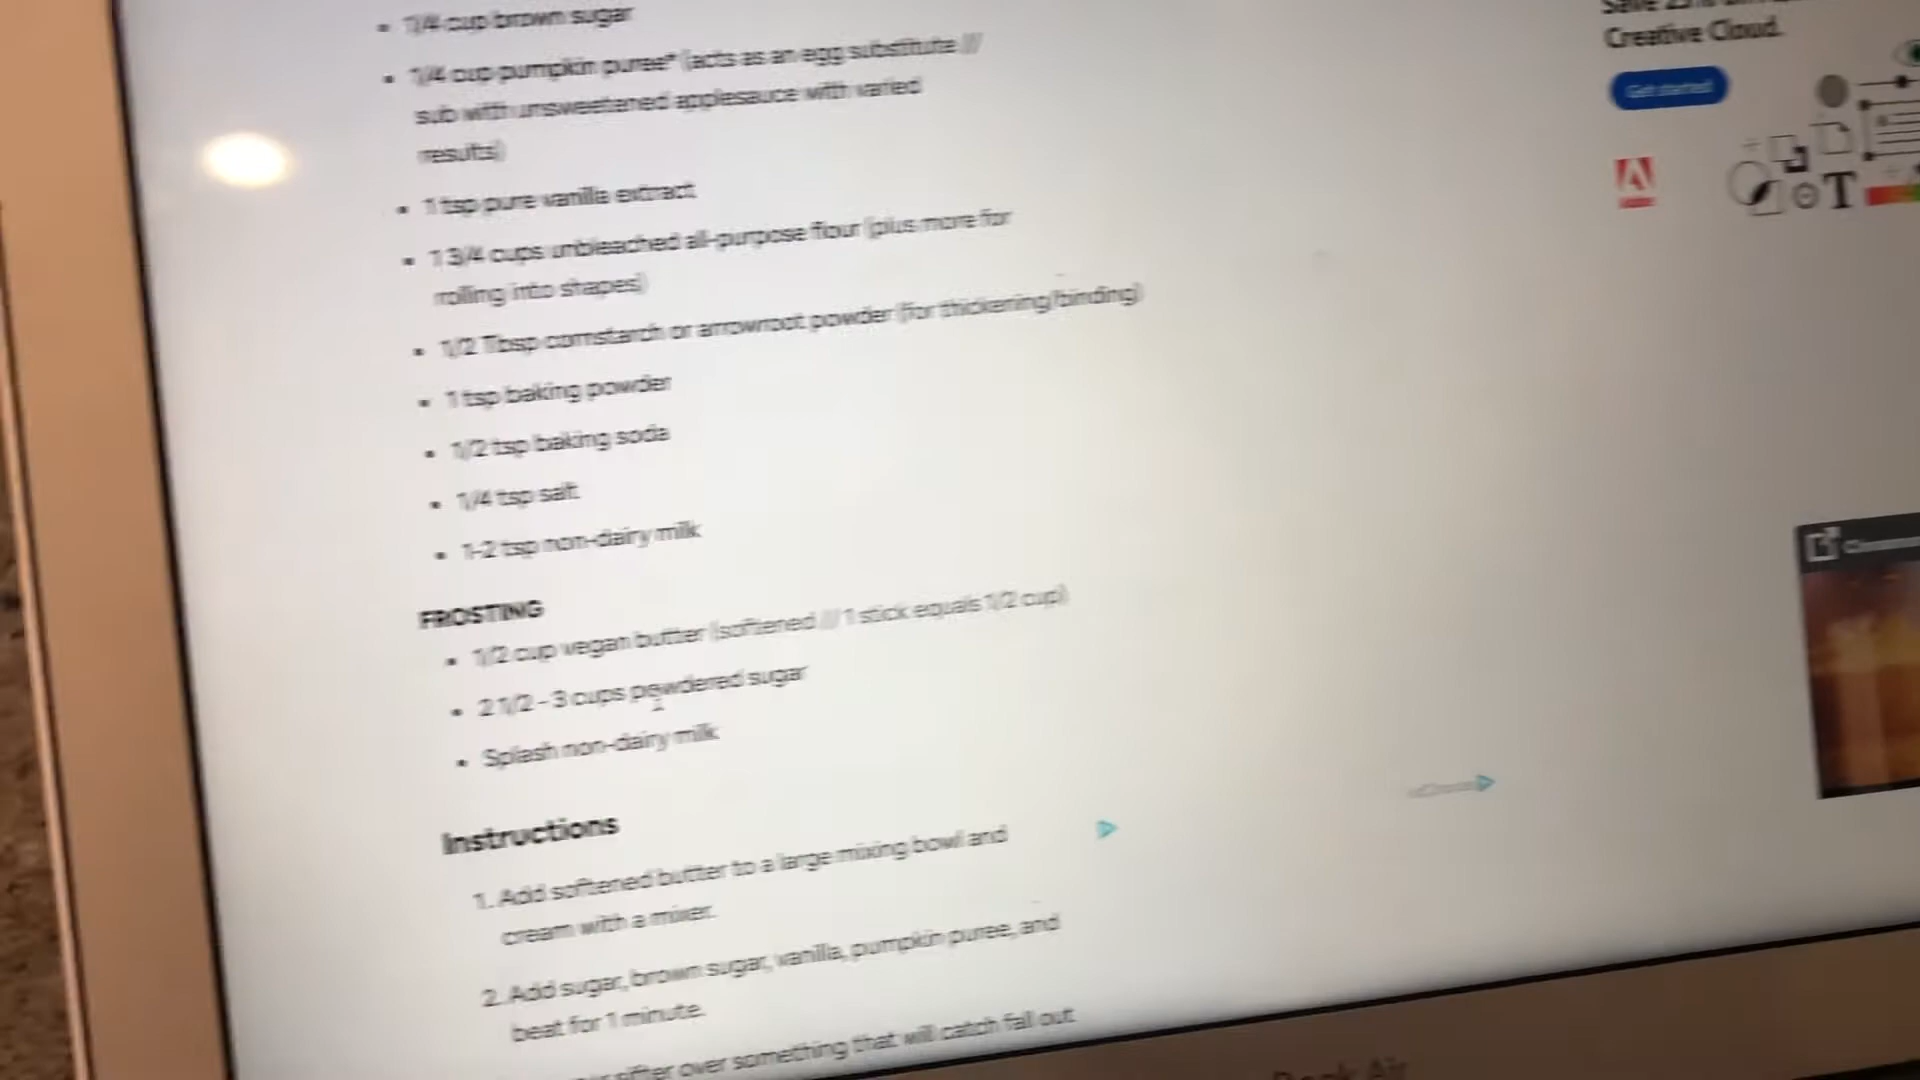 1/4 cup brown sugar
1/4 cup pumpkin puree* (acts as an egg substitute ///
sub with unsweetened applesauce with varied
results)
1 tsp pure vanilla extract
1 3/4 cups unbleached all-purpose flour (plus more for
rolling into shapes)
1/2 Tbsp cornstarch or arrowroot powder (for thickening/binding)
1 tsp baking powder
1/2 tsp baking soda
1/4 tsp salt
1-2 tsp non-dairy milk
FROSTING
1/2 cup vegan butter (softened /// 1 stick equals 1/2 cup)
2 1/2 - 3 cups powdered sugar
Splash non-dairy milk
Instructions
1. Add softened butter to a large mixing bowl and
cream with a mixer.
2. Add sugar, brown sugar, vanilla, pumpkin puree, and
beat for 1 minute.
sifter over something that will catch fall out
Save
Creative Cloud.
Get started
T
Air